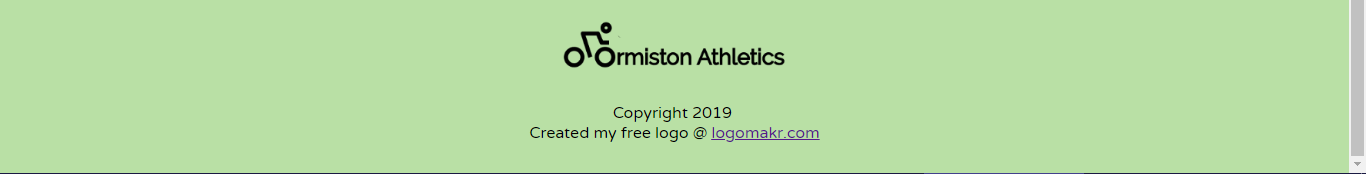 Ormiston Athletics
Copyright 2019
Created my free logo @ logomakr.com